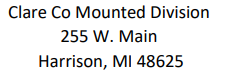 Clare Co Mounted Division
255 W. Main
Harrison, MI 48625